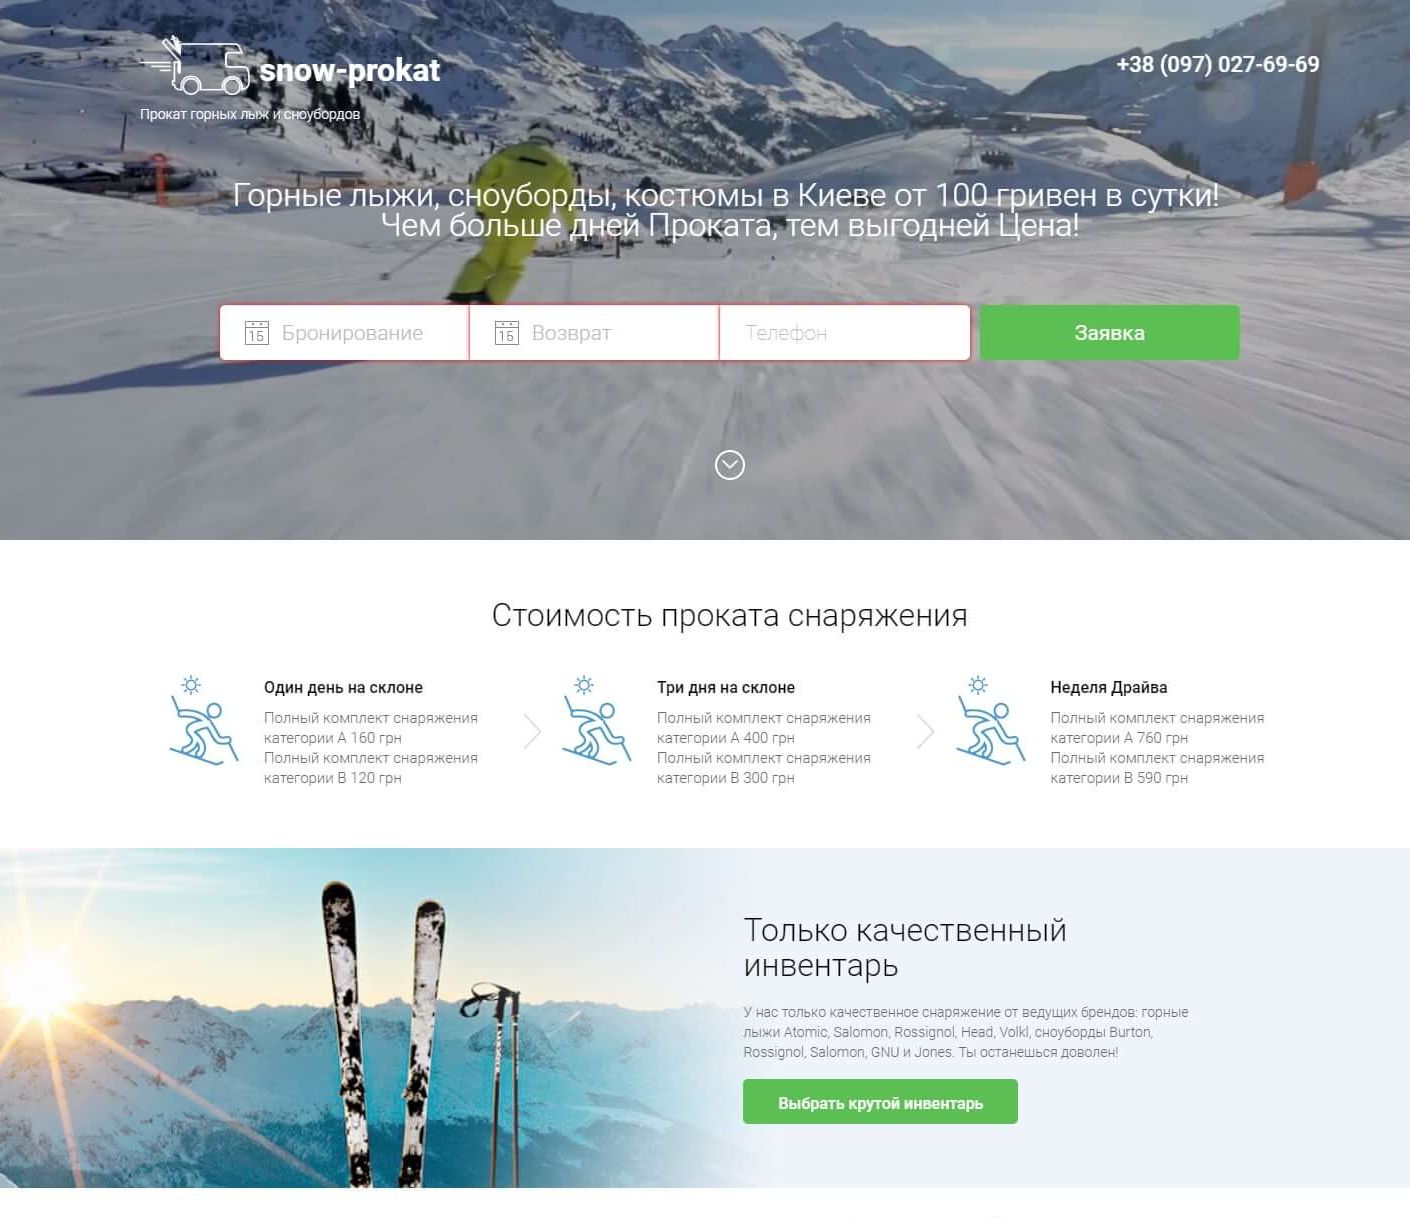 snow-prokat
+38 (097) 027-69-69
Прокат горных лыж и сноубордов
Горные лыжи, сноуборды, костюмы в Киеве от 100 гривен в сутки!
Чем больше дней Проката, тем выгодней Цена!
15 Бронирование
15 Возврат
Телефон
Заявка
Стоимость проката снаряжения
Один день на склоне
Полный комплект снаряжения
категории А 160 грн
Полный комплект снаряжения
категории В 120 грн
Три дня на склоне
Полный комплект снаряжения
категории А 400 грн
Полный комплект снаряжения
категории В 300 грн
Неделя Драйва
Полный комплект снаряжения
категории А 760 грн
Полный комплект снаряжения
категории В 590 грн
Только качественный
инвентарь
У нас только качественное снаряжение от ведущих брендов: горные
лыжи Atomic, Salomon, Rossignol, Head, Volkl, сноуборды Burton,
Rossignol, Salomon, GNU и Jones. Ты останешься доволен!
Выбрать крутой инвентарь